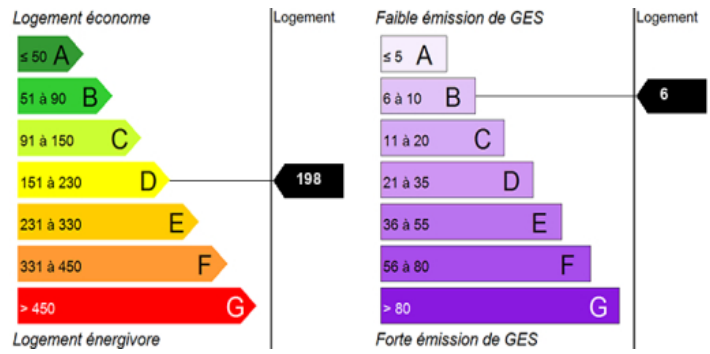 Logement économe
Logement
≤ 50 A
51 à 90 B
91 à 150 C
151 à 230 D
198
231 à 330 E
331 à 450 F
> 450 G
Logement énergivore
Faible émission de GES
Logement
≤ 5 A
6 à 10 B
6
11 à 20 C
21 à 35 D
36 à 55 E
56 à 80 F
> 80 G
Forte émission de GES